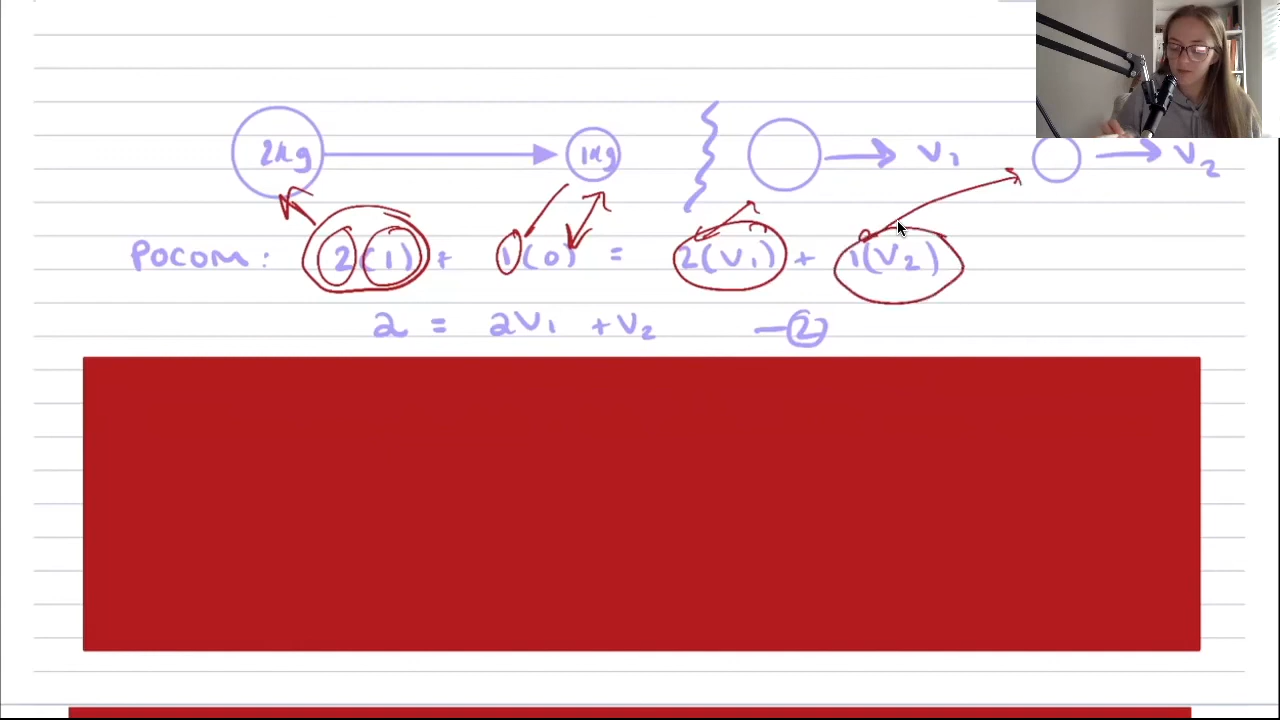 2kg 1kg V₁ V₂
POCOM: 2(1) + 1(0) = 2(V₁) + 1(V₂)
2 = 2V₁ + V₂ —②